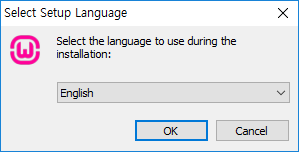 Select Setup Language
Select the language to use during the
installation:
English
OK
Cancel